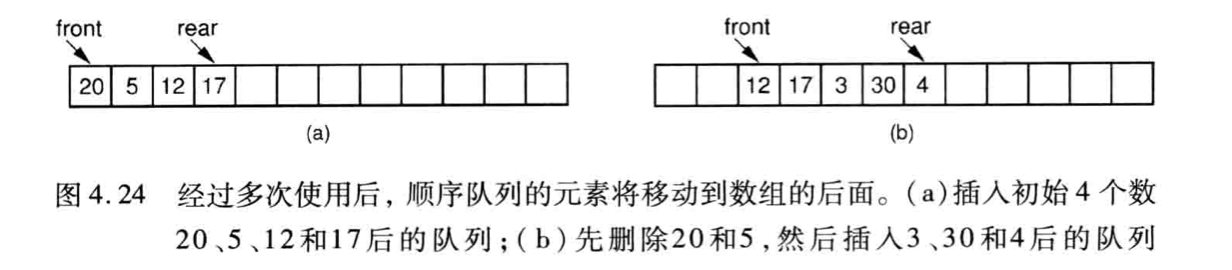 front rear front rear
20 5 12 17 12 17 3 30 4
(a) (b)
图 4.24 经过多次使用后，顺序队列的元素将移动到数组的后面。(a)插入初始 4 个数
20、5、12和17后的队列；(b)先删除20和5，然后插入3、30和4后的队列